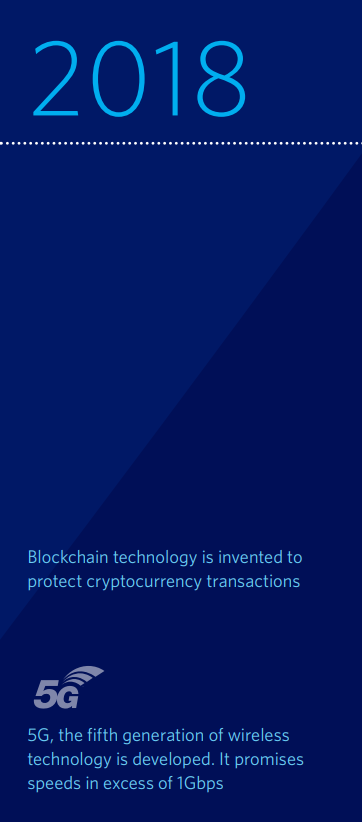 2018
Blockchain technology is invented to
protect cryptocurrency transactions
5G
5G, the fifth generation of wireless
technology is developed. It promises
speeds in excess of 1Gbps